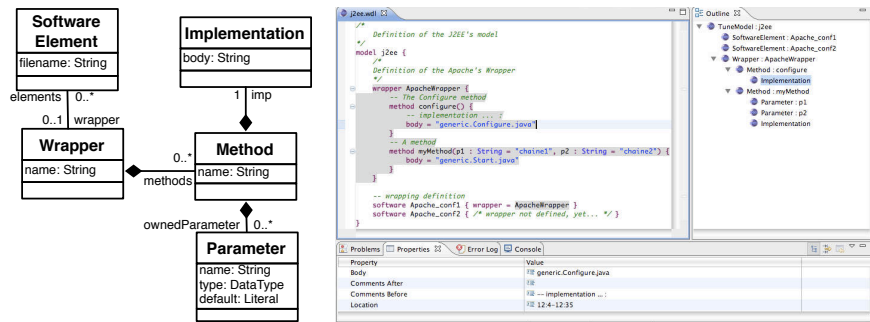 Software
Element
filename: String
elements
0..*
0..1
wrapper
Wrapper
name: String
Implementation
body: String
1
imp
0..*
methods
Method
name: String
ownedParameter
0..*
Parameter
name: String
type: DataType
default: Literal
j2ee.wdl
/*
Definition of the J2EE's model
*/
model j2ee {
/*
Definition of the Apache's Wrapper
*/
wrapper ApacheWrapper {
-- The Configure method
method configure() {
-- implementation ... :
body = "generic.Configure.java"
}
-- A method
method myMethod(p1 : String = "chaine1", p2 : String = "chaine2") {
body = "generic.Start.java"
}
}
-- wrapping definition
software Apache_conf1 { wrapper = ApacheWrapper }
software Apache_conf2 { /* wrapper not defined, yet... */ }
}
Outline
TuneModel : j2ee
SoftwareElement : Apache_conf1
SoftwareElement : Apache_conf2
Wrapper : ApacheWrapper
Method : configure
Implementation
Method : myMethod
Parameter : p1
Parameter : p2
Implementation
Problems Properties Error Log Console
Property Value
Body generic.Configure.java
Comments After
Comments Before -- implementation ... :
Location 12:4-12:35